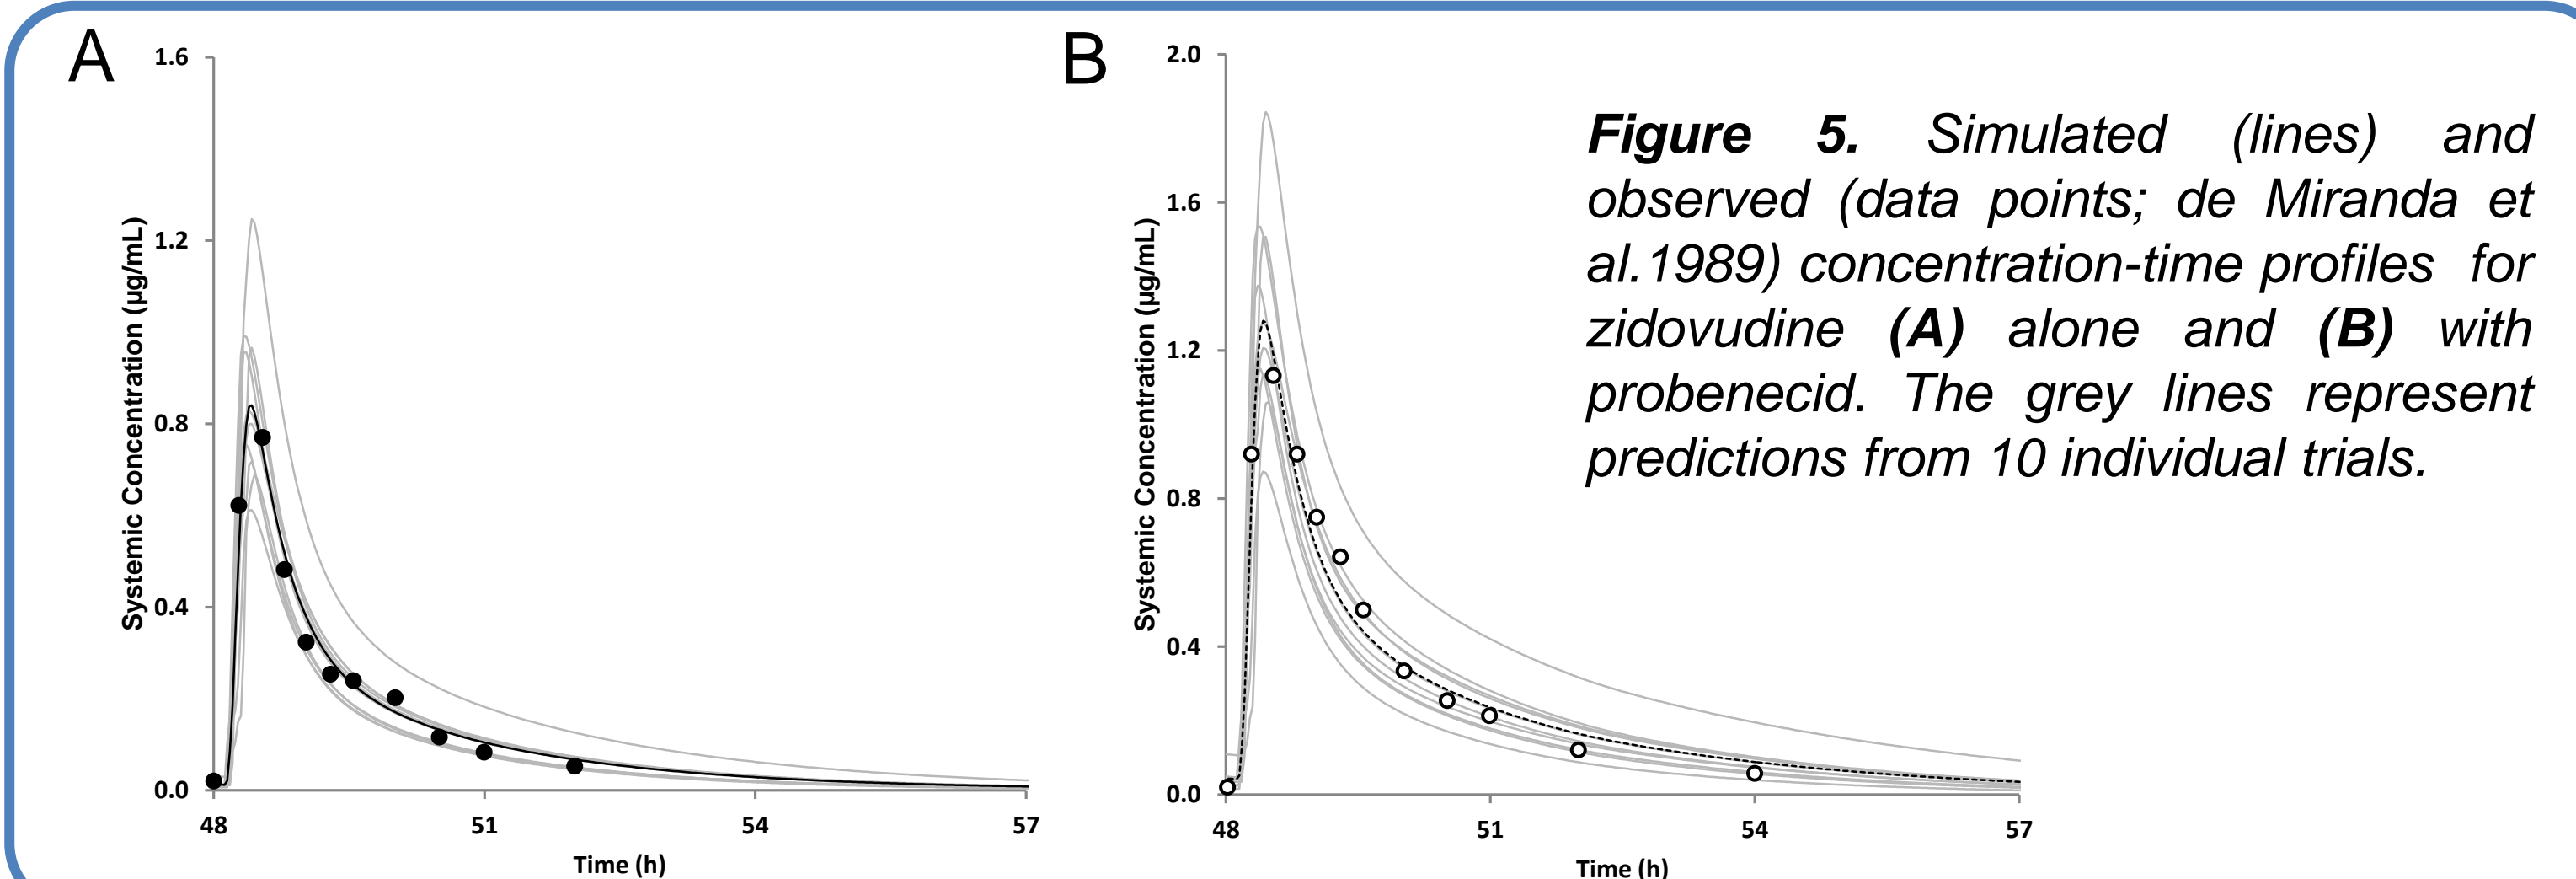 A
1.6
1.2
0.8
0.4
0.0
48
51
54
57
Systemic Concentration (µg/mL)
Time (h)
B
2.0
1.6
1.2
0.8
0.4
0.0
48
51
54
57
Systemic Concentration (µg/mL)
Time (h)
Figure 5. Simulated (lines) and
observed (data points; de Miranda et
al.1989) concentration-time profiles for
zidovudine (A) alone and (B) with
probenecid. The grey lines represent
predictions from 10 individual trials.